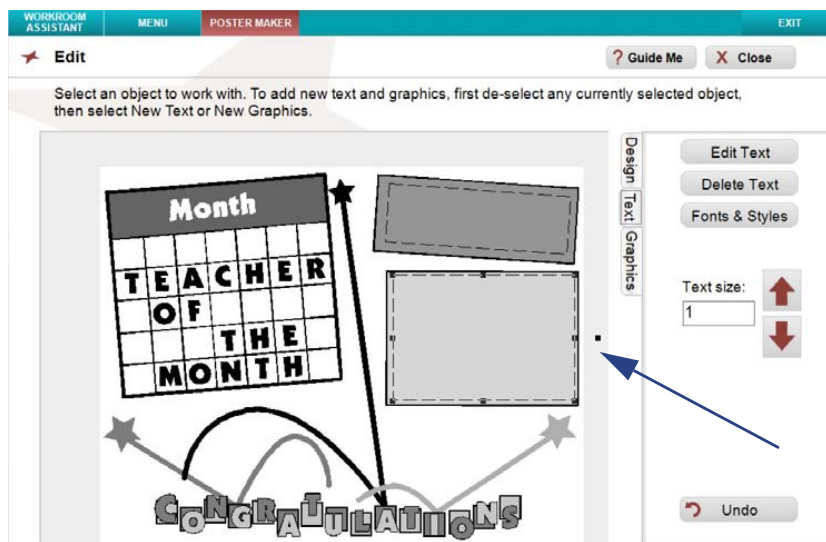 WORKROOM
ASSISTANT
MENU
POSTER MAKER
EXIT
Edit
? Guide Me
X Close
Select an object to work with. To add new text and graphics, first de-select any currently selected object,
then select New Text or New Graphics.
Month
TEACHER
OF
THE
MONTH
CONGRATULATIONS
Design
Text
Graphics
Edit Text
Delete Text
Fonts & Styles
Text size:
1
Undo